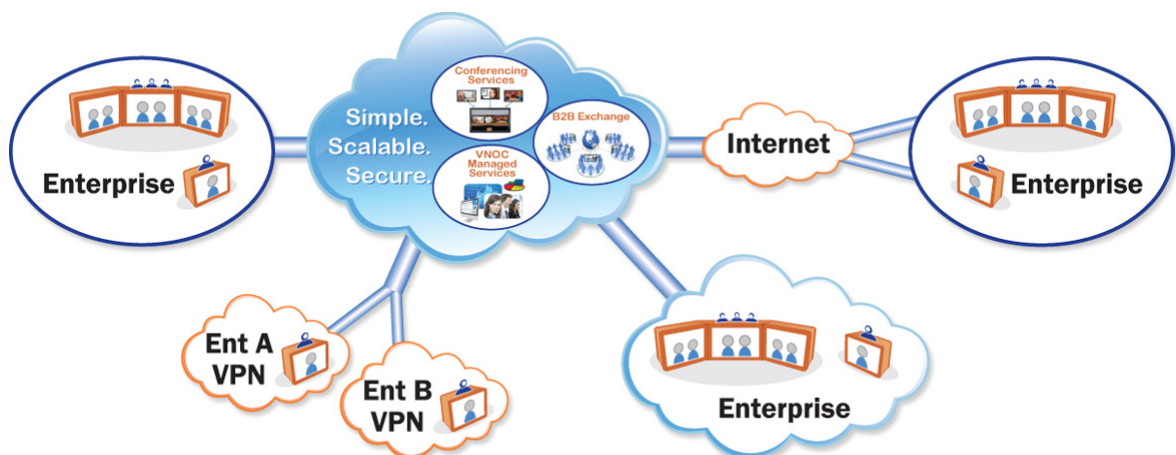 Enterprise
Simple.
Scalable.
Secure.
Conferencing
Services
B2B Exchange
VNOC
Managed
Services
Internet
Enterprise
Ent A
VPN
Ent B
VPN
Enterprise